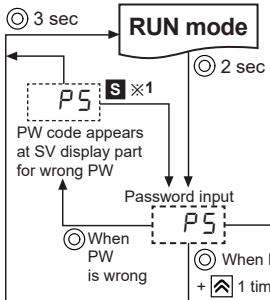 ◎ 3 sec
RUN mode
◎ 2 sec
PS
S ※1
PW code appears
at SV display part
for wrong PW
Password input
PS
◎ When
PW
is wrong
◎ When
+ 1 tim